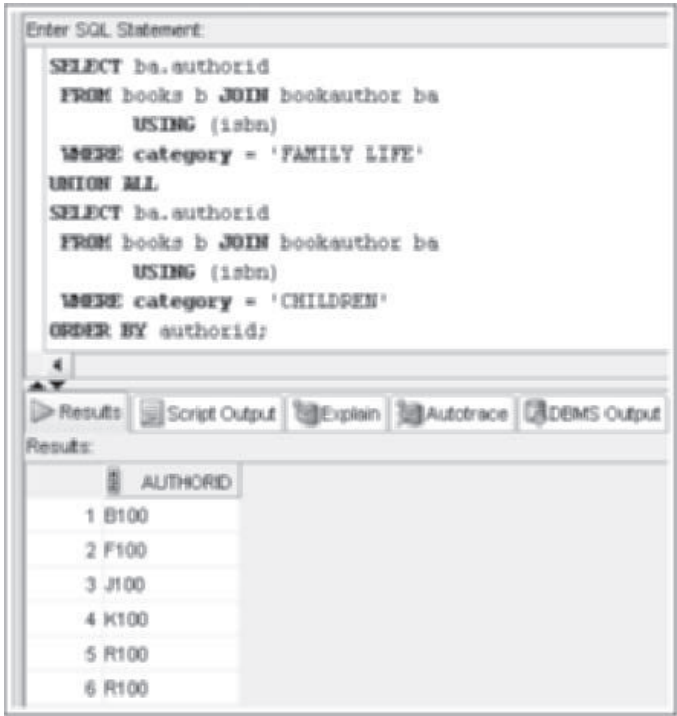 Enter SQL Statement:
SELECT ba.authorid
FROM books b JOIN bookauthor ba
USING (isbn)
WHERE category = 'FAMILY LIFE'
UNION ALL
SELECT ba.authorid
FROM books b JOIN bookauthor ba
USING (isbn)
WHERE category = 'CHILDREN'
ORDER BY authorid;
Results Script Output Explain Autotrace DBMS Output
Results:
AUTHORID
1 B100
2 F100
3 J100
4 K100
5 R100
6 R100